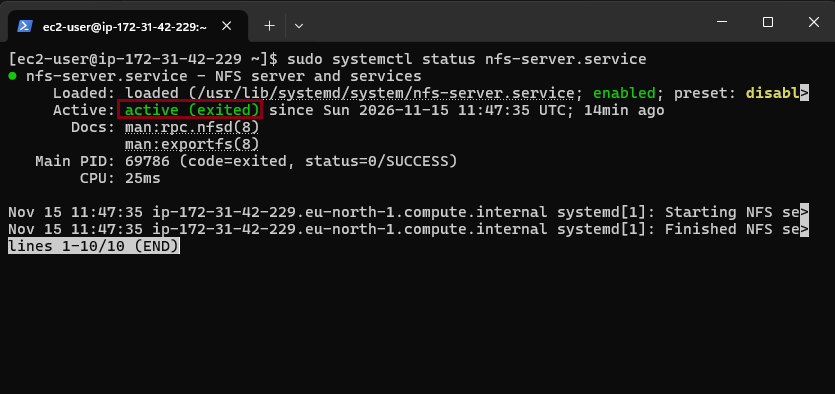 ec2-user@ip-172-31-42-229:~
[ec2-user@ip-172-31-42-229 ~]$ sudo systemctl status nfs-server.service
● nfs-server.service - NFS server and services
Loaded: loaded (/usr/lib/systemd/system/nfs-server.service; enabled; preset: disabl>
Active: active (exited) since Sun 2026-11-15 11:47:35 UTC; 14min ago
Docs: man:rpc.nfsd(8)
man:exportfs(8)
Main PID: 69786 (code=exited, status=0/SUCCESS)
CPU: 25ms
Nov 15 11:47:35 ip-172-31-42-229.eu-north-1.compute.internal systemd[1]: Starting NFS se>
Nov 15 11:47:35 ip-172-31-42-229.eu-north-1.compute.internal systemd[1]: Finished NFS se>
lines 1-10/10 (END)